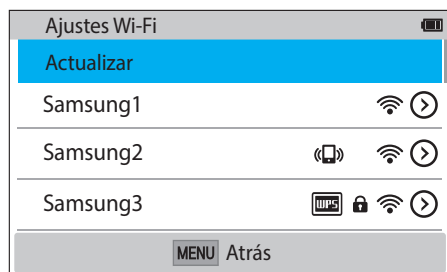 Ajustes Wi-Fi
Actualizar
Samsung1
Samsung2
Samsung3 WPS
MENU Atrás